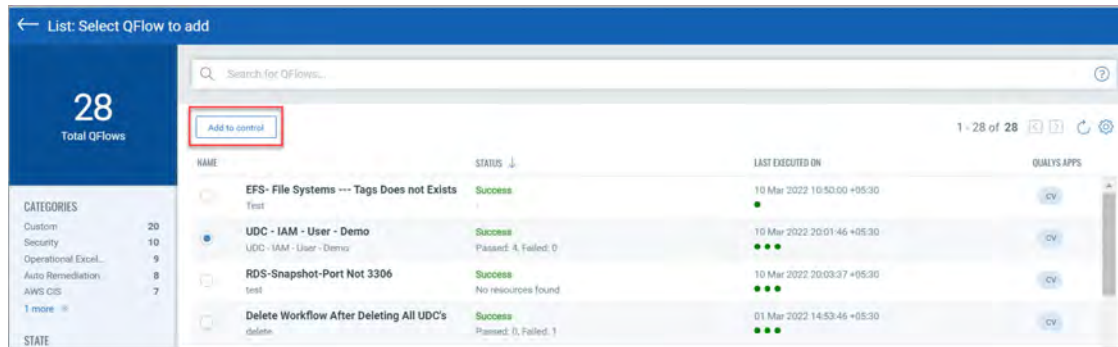 ← List: Select QFlow to add
28
Total QFlows
Search for QFlows...
Add to control
1 - 28 of 28
NAME
STATUS ↓
LAST EXECUTED ON
QUALYS APPS
EFS- File Systems --- Tags Does not Exists
Success
10 Mar 2022 10:50:00 +05:30
CV
Test
UDC - IAM - User - Demo
Success
10 Mar 2022 20:01:46 +05:30
CV
UDC - IAM - User - Demo
Passed: 4, Failed: 0
RDS-Snapshot-Port Not 3306
Success
10 Mar 2022 20:03:37 +05:30
CV
test
No resources found
Delete Workflow After Deleting All UDC's
Success
01 Mar 2022 14:53:46 +05:30
CV
delete
Passed: 0, Failed: 1
CATEGORIES
Custom 20
Security 10
Operational Excel... 9
Auto Remediation 8
AWS CIS 7
1 more
STATE